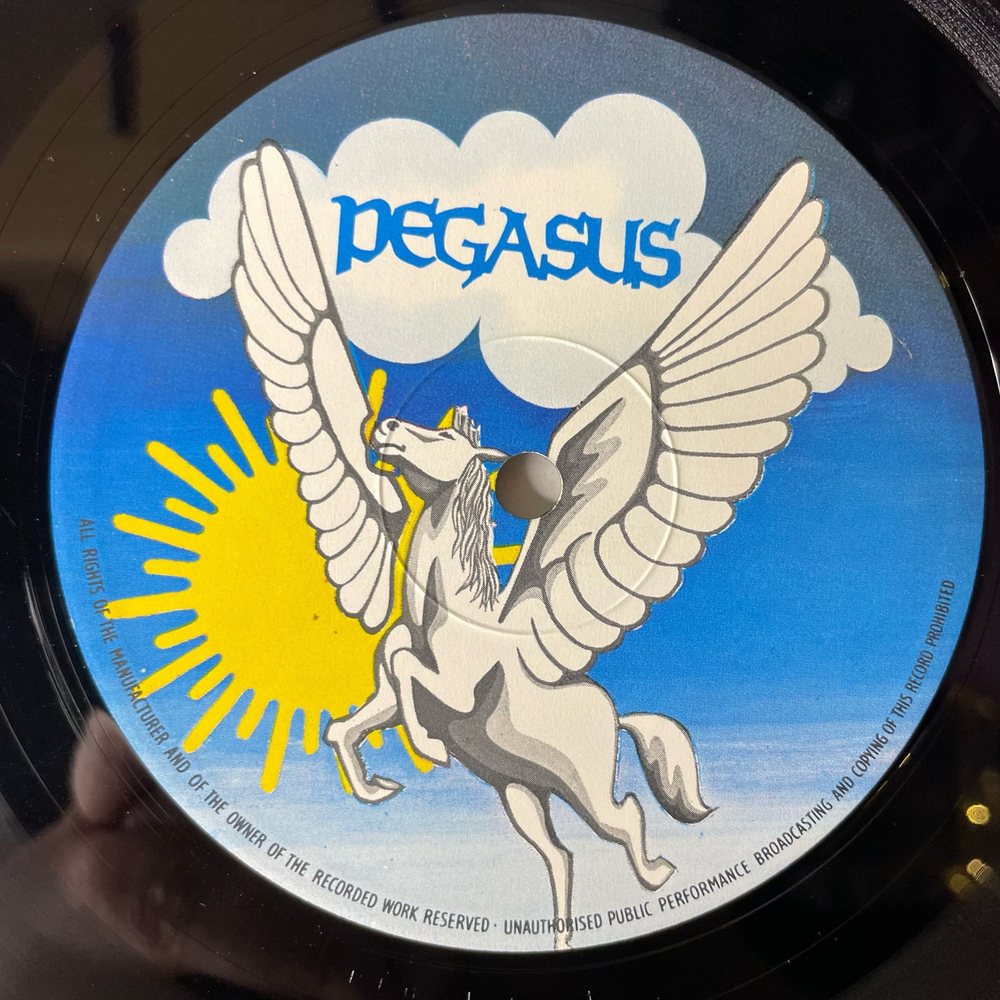 PEGASUS
ALL RIGHTS OF THE MANUFACTURER AND OF THE OWNER OF THE RECORDED WORK RESERVED · UNAUTHORISED PUBLIC PERFORMANCE BROADCASTING AND COPYING OF THIS RECORD PROHIBITED